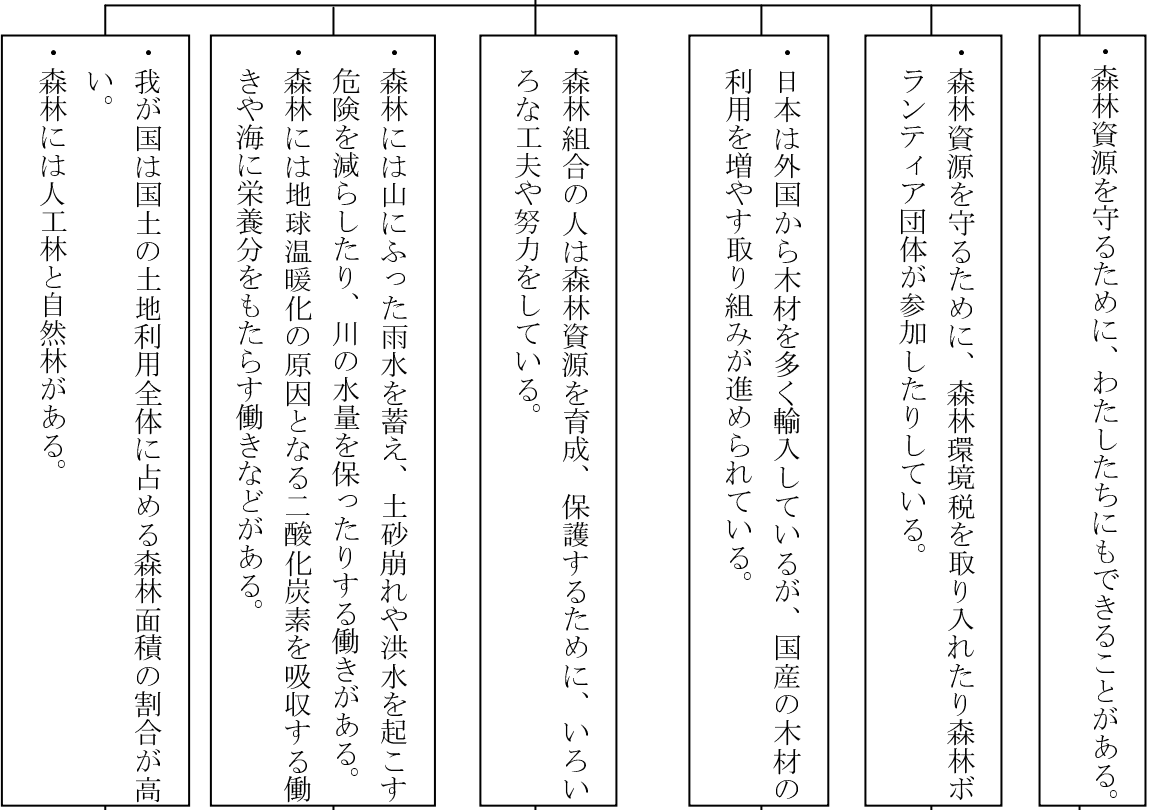 ・森林資源を守るために、わたしたちにもできることがある。
・森林資源を守るために、森林環境税を取り入れたり森林ボ
ランティア団体が参加したりしている。
・日本は外国から木材を多く輸入しているが、国産の木材の
利用を増やす取り組みが進められている。
・森林組合の人は森林資源を育成、保護するために、いろい
ろな工夫や努力をしている。
・森林には山にふった雨水を蓄え、土砂崩れや洪水を起こす
危険を減らしたり、川の水量を保ったりする働きがある。
・森林には地球温暖化の原因となる二酸化炭素を吸収する働
きや海に栄養分をもたらす働きなどがある。
・我が国は国土の土地利用全体に占める森林面積の割合が高
い。
・森林には人工林と自然林がある。